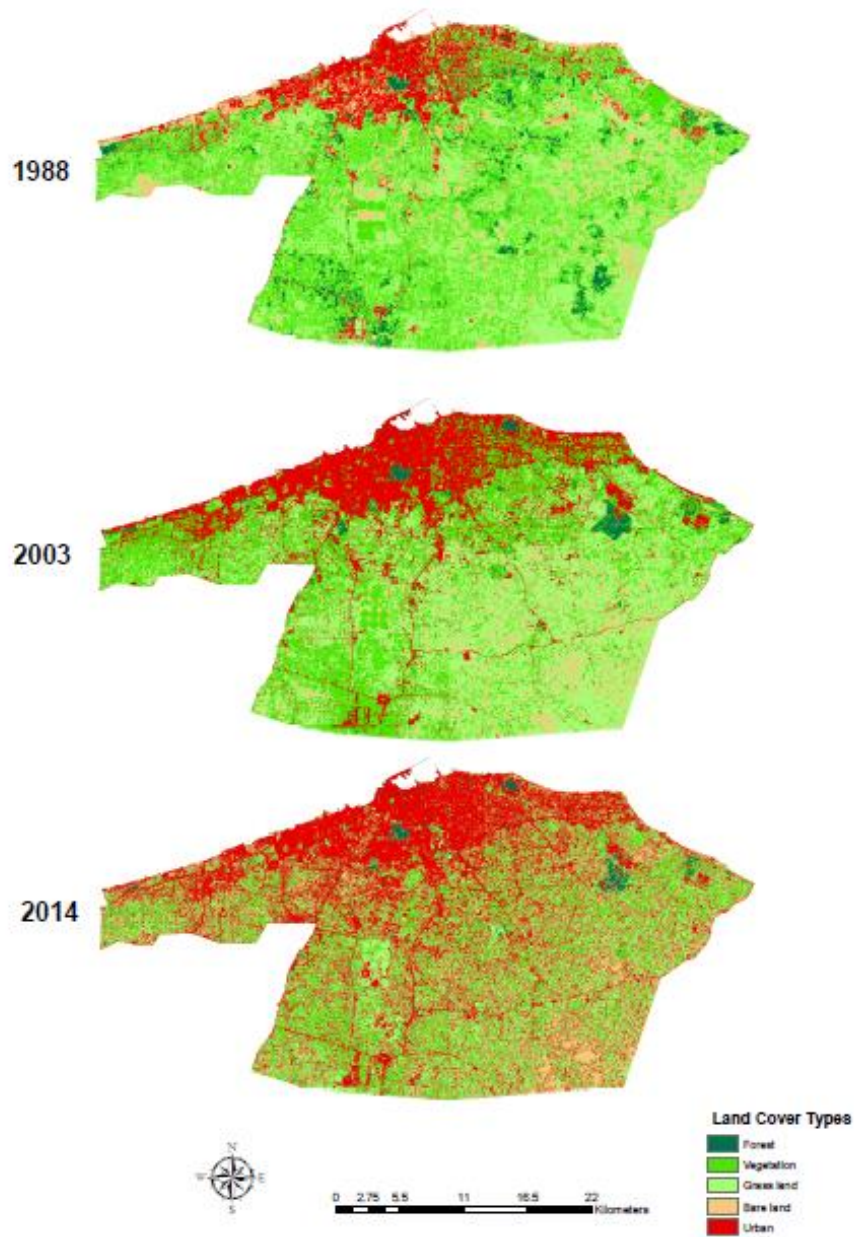 1988
2003
2014
N
W E
S
0 2.75 5.5 11 16.5 22
Kilometers
Land Cover Types
Forest
Vegetation
Grass land
Bare land
Urban